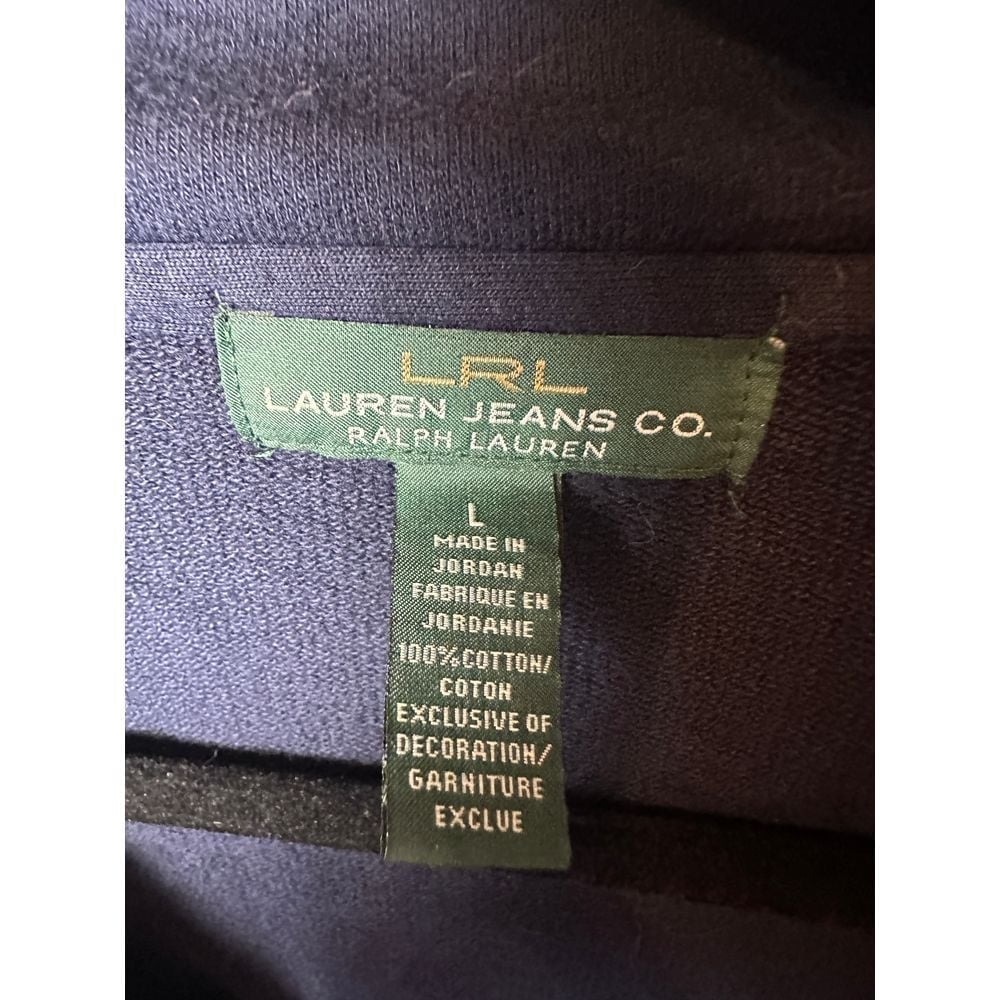 LRL
LAUREN JEANS CO.
RALPH LAUREN
L
MADE IN
JORDAN
FABRIQUE EN
JORDANIE
100% COTTON/
COTON
EXCLUSIVE OF
DECORATION/
GARNITURE
EXCLUE